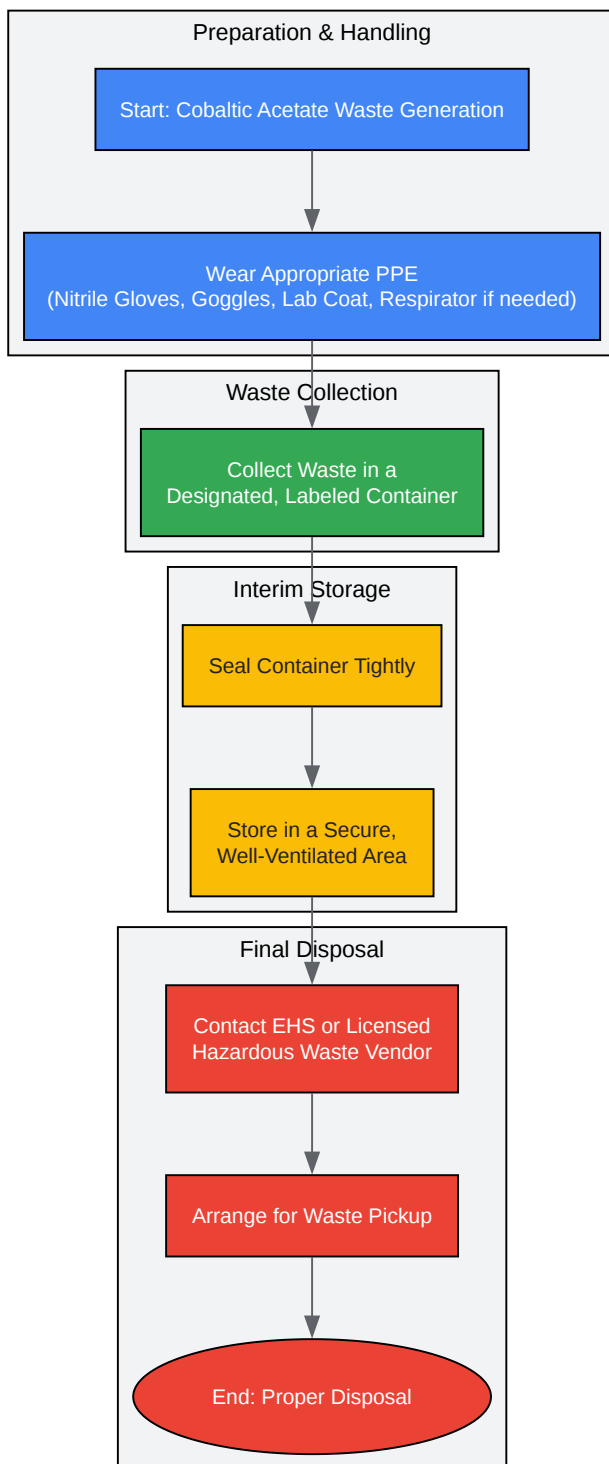 Preparation & Handling
Start: Cobaltic Acetate Waste Generation
Wear Appropriate PPE
(Nitrile Gloves, Goggles, Lab Coat, Respirator if needed)
Waste Collection
Collect Waste in a
Designated, Labeled Container
Interim Storage
Seal Container Tightly
Store in a Secure,
Well-Ventilated Area
Final Disposal
Contact EHS or Licensed
Hazardous Waste Vendor
Arrange for Waste Pickup
End: Proper Disposal